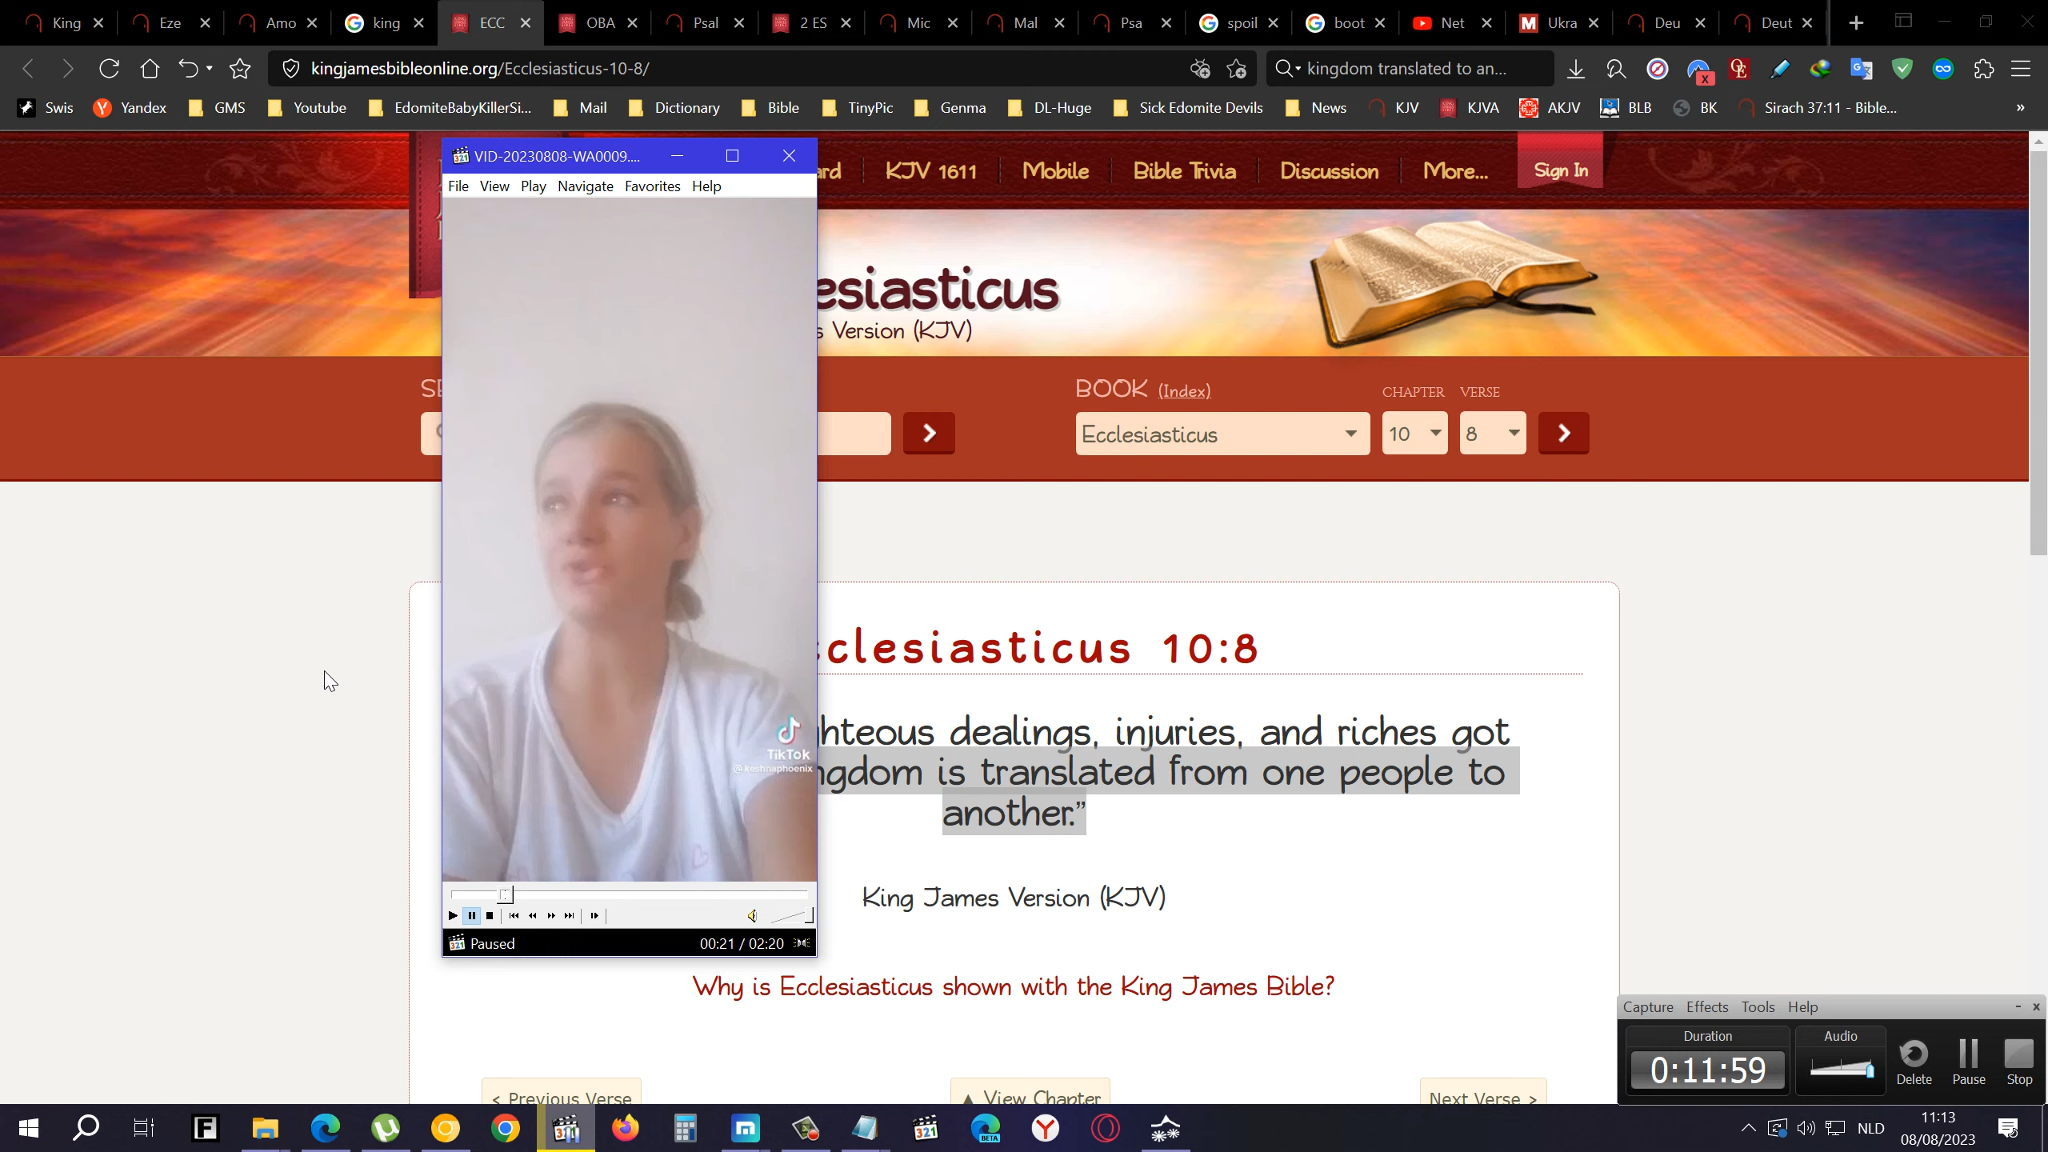 King
Eze
Amo
king
ECC
OBA
Psal
2 ES
Mic
Mal
Psa
spoil
boot
Net
Ukra
Deu
Deut
kingjamesbibleonline.org/Ecclesiasticus-10-8/
kingdom translated to an...
Swis
Yandex
GMS
Youtube
EdomiteBabyKillerSi...
Mail
Dictionary
Bible
TinyPic
Genma
DL-Huge
Sick Edomite Devils
News
KJV
KJVA
AKJV
BLB
BK
Sirach 37:11 - Bible...
»
VID-20230808-WA0009....
File View Play Navigate Favorites Help
ard
KJV 1611
Mobile
Bible Trivia
Discussion
More...
Sign In
esiasticus
s Version (KJV)
BOOK (Index)
CHAPTER
VERSE
Ecclesiasticus
10
8
clesiasticus 10:8
hteous dealings, injuries, and riches got
ngdom is translated from one people to
another."
King James Version (KJV)
Why is Ecclesiasticus shown with the King James Bible?
< Previous Verse
▲ View Chapter
Next Verse >
TikTok
Paused
00:21 / 02:20
Capture Effects Tools Help
Duration
Audio
0:11:59
Delete
Pause
Stop
NLD
11:13
08/08/2023